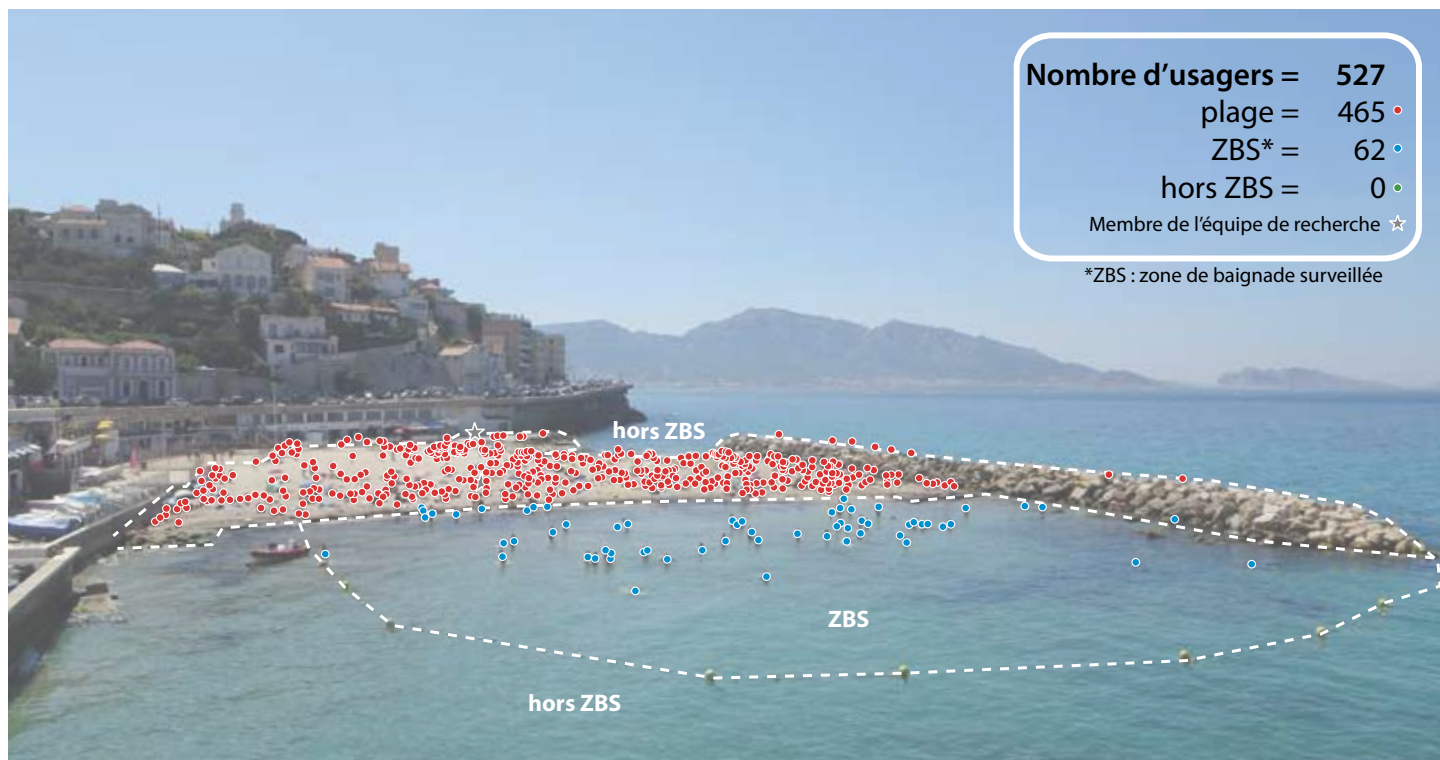 Nombre d'usagers = 527
plage = 465
ZBS* = 62
hors ZBS = 0
Membre de l'équipe de recherche
*ZBS : zone de baignade surveillée
hors ZBS
ZBS
hors ZBS